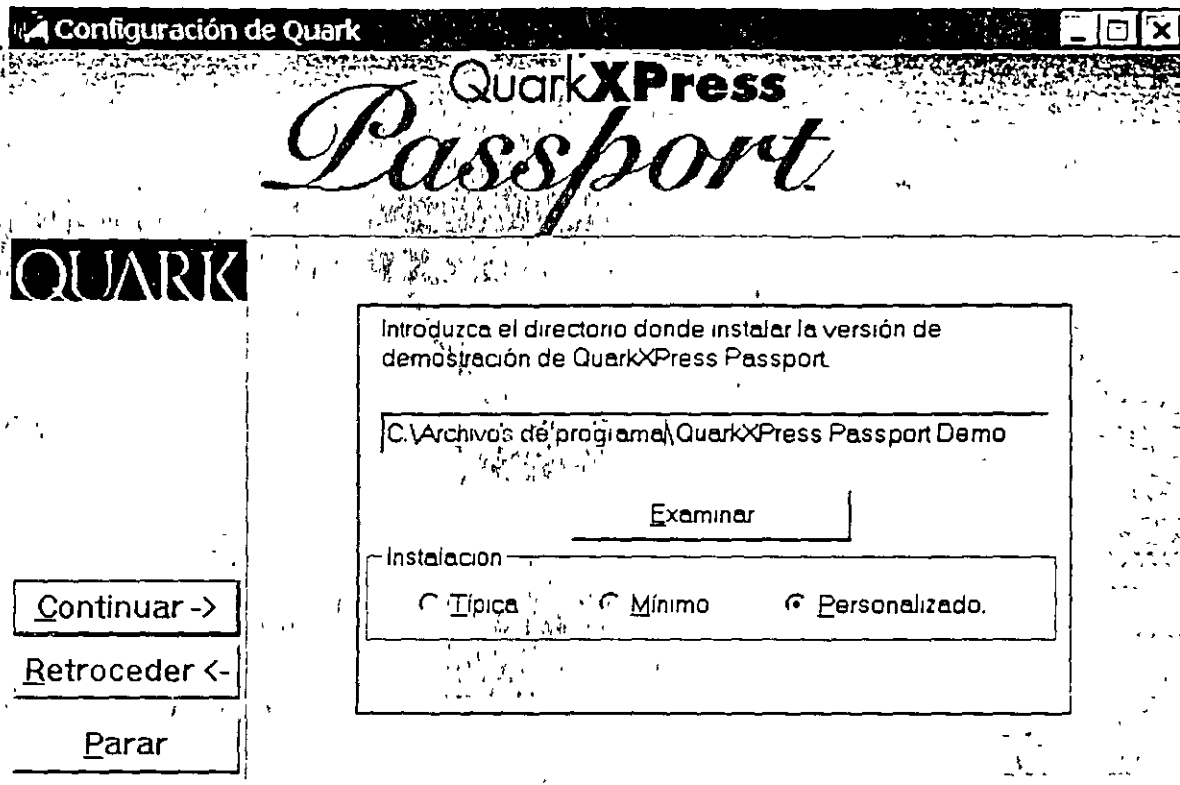 Configuración de Quark
QuarkXPress
Passport
QUARK
Introduzca el directorio donde instalar la versión de
demostración de QuarkXPress Passport
C:\Archivos de programa\QuarkXPress Passport Demo
Examinar
Instalacion
Típica
Mínimo
Personalizado.
Continuar ->
Retroceder <-
Parar